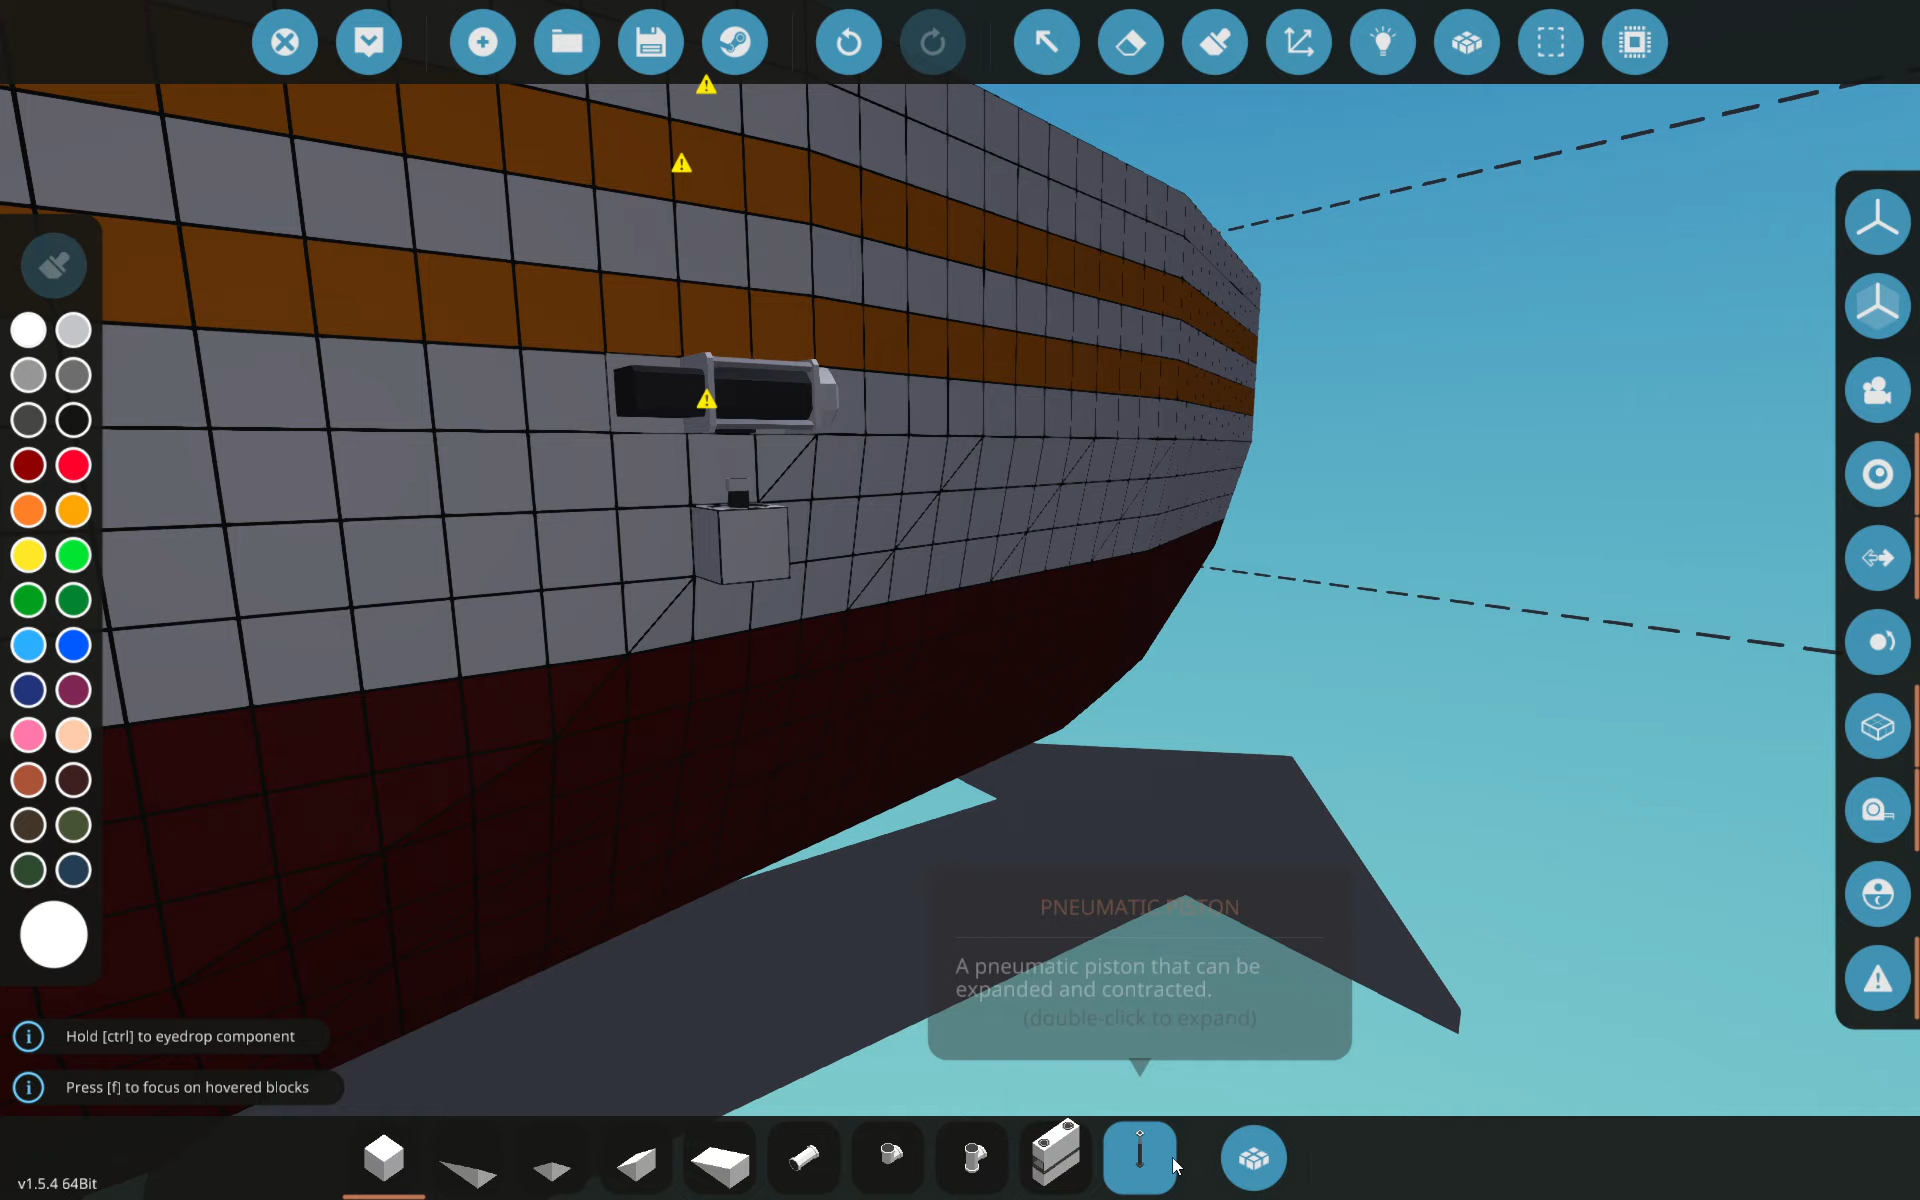 PNEUMATIC PISTON
A pneumatic piston that can be
expanded and contracted.
(double-click to expand)
Hold [ctrl] to eyedrop component
Press [f] to focus on hovered blocks
v1.5.4 64Bit